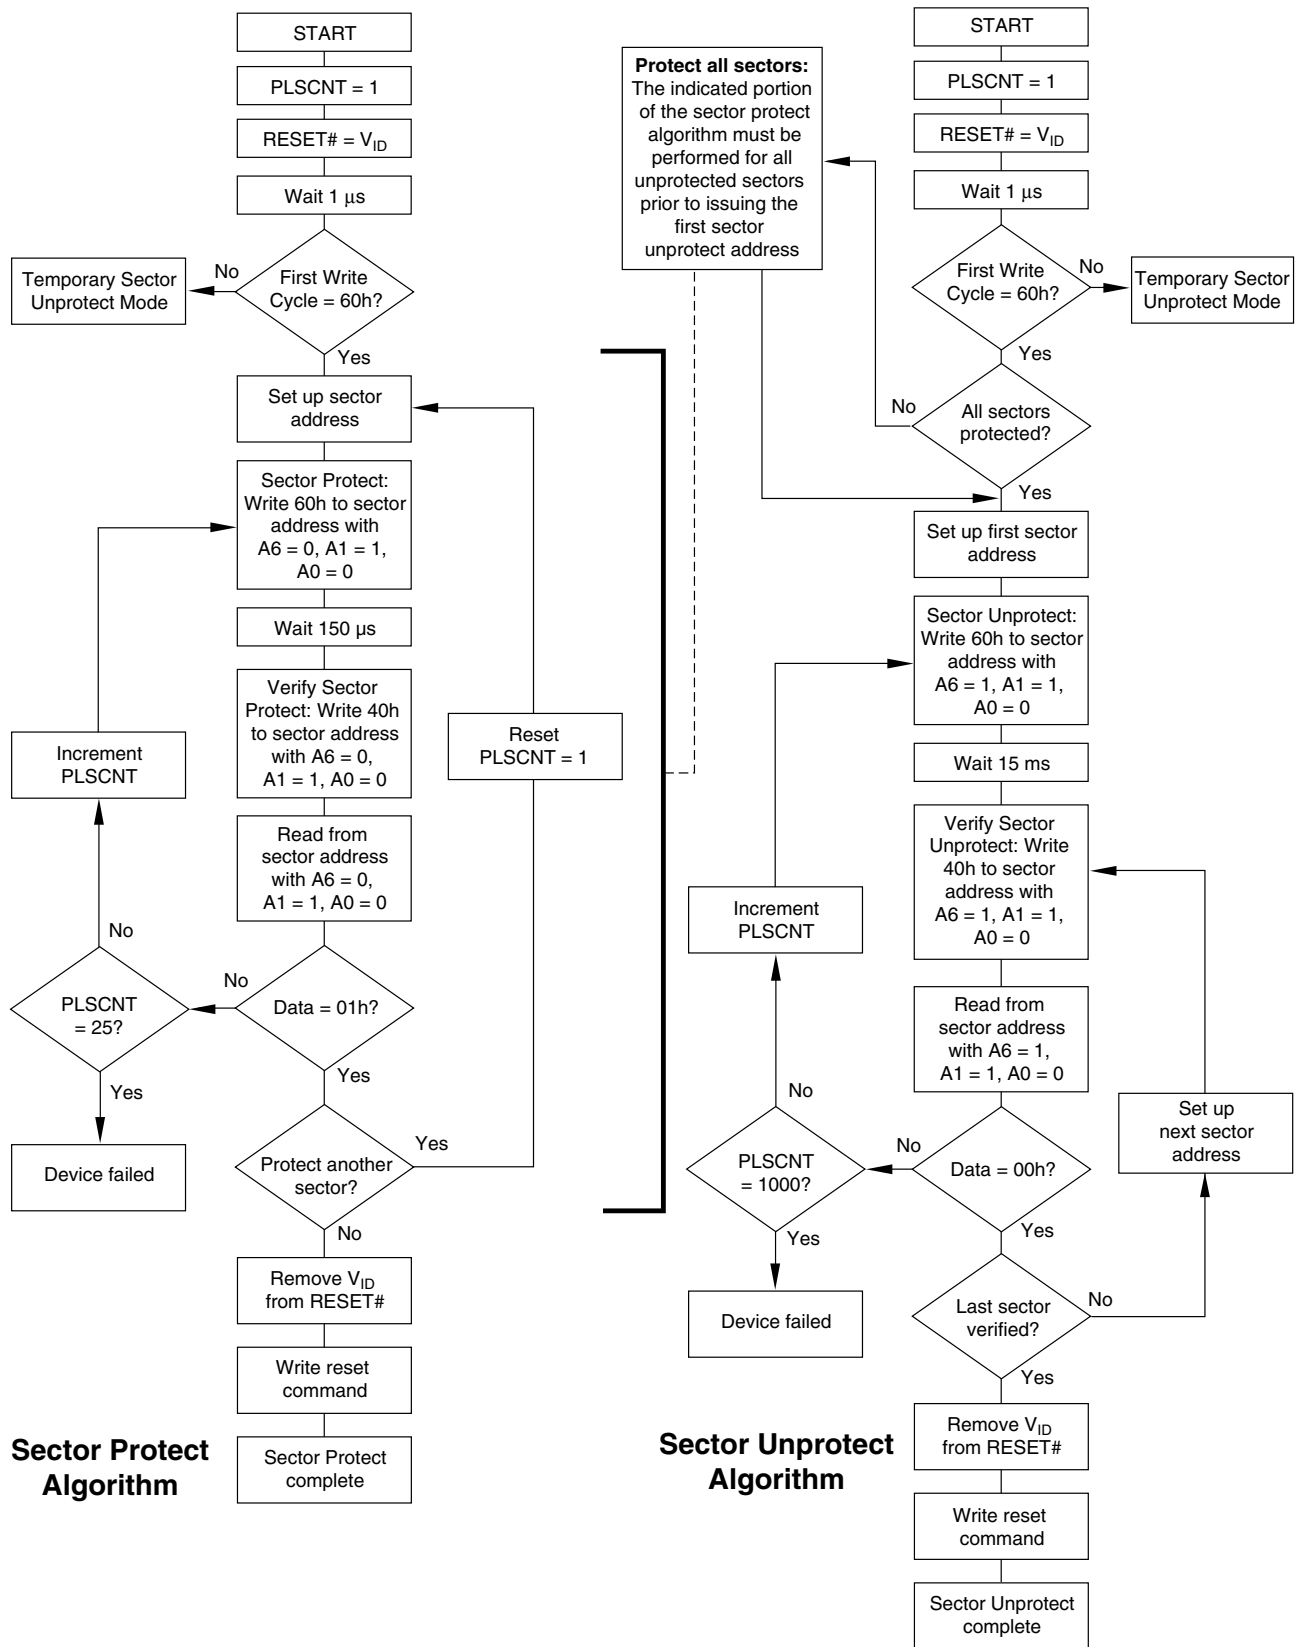 START
PLSCNT = 1
RESET# = VID
Wait 1 μs
First Write
Cycle = 60h?
No
Temporary Sector
Unprotect Mode
Yes
Set up sector
address
Sector Protect:
Write 60h to sector
address with
A6 = 0, A1 = 1,
A0 = 0
Wait 150 µs
Verify Sector
Protect: Write 40h
to sector address
with A6 = 0,
A1 = 1, A0 = 0
Reset
PLSCNT = 1
Increment
PLSCNT
Read from
sector address
with A6 = 0,
A1 = 1, A0 = 0
No
No
PLSCNT
= 25?
Data = 01h?
Yes
Yes
Device failed
Protect another
sector?
Yes
No
Remove VID
from RESET#
Write reset
command
Sector Protect
complete
Sector Protect
Algorithm
Protect all sectors:
The indicated portion
of the sector protect
algorithm must be
performed for all
unprotected sectors
prior to issuing the
first sector
unprotect address
START
PLSCNT = 1
RESET# = VID
Wait 1 μs
First Write
Cycle = 60h?
No
Temporary Sector
Unprotect Mode
Yes
No
All sectors
protected?
Yes
Set up first sector
address
Sector Unprotect:
Write 60h to sector
address with
A6 = 1, A1 = 1,
A0 = 0
Wait 15 ms
Verify Sector
Unprotect: Write
40h to sector
address with
A6 = 1, A1 = 1,
A0 = 0
Increment
PLSCNT
Read from
sector address
with A6 = 1,
A1 = 1, A0 = 0
No
No
PLSCNT
= 1000?
Data = 00h?
Set up
next sector
address
Yes
Yes
Device failed
Last sector
verified?
No
Yes
Remove VID
from RESET#
Write reset
command
Sector Unprotect
complete
Sector Unprotect
Algorithm